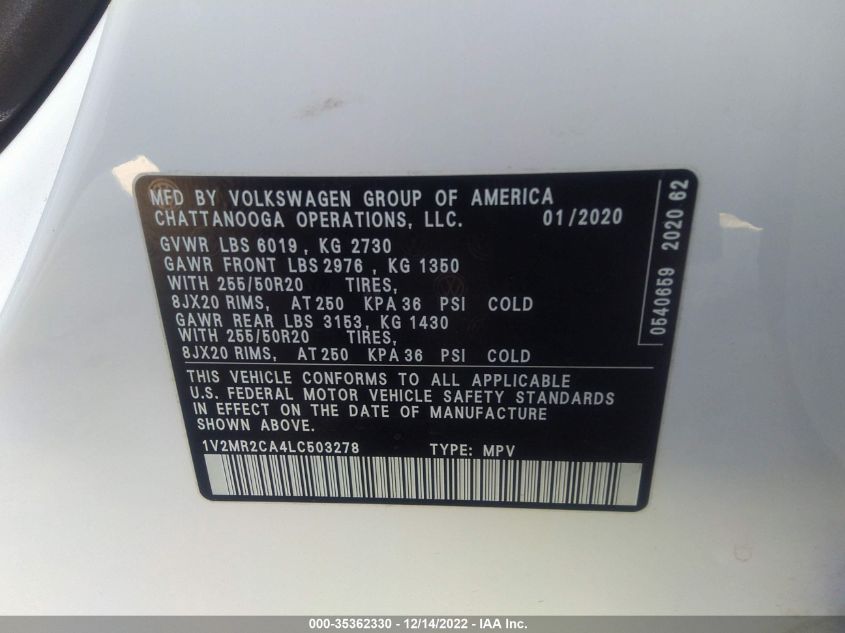 MFD BY VOLKSWAGEN GROUP OF AMERICA
CHATTANOOGA OPERATIONS, LLC. 01/2020
GVWR LBS 6019, KG 2730
GAWR FRONT LBS 2976, KG 1350
WITH 255/50R20 TIRES,
8JX20 RIMS, AT 250 KPA 36 PSI COLD
GAWR REAR LBS 3153, KG 1430
WITH 255/50R20 TIRES,
8JX20 RIMS, AT 250 KPA 36 PSI COLD
THIS VEHICLE CONFORMS TO ALL APPLICABLE
U.S. FEDERAL MOTOR VEHICLE SAFETY STANDARDS
IN EFFECT ON THE DATE OF MANUFACTURE
SHOWN ABOVE.
1V2MR2CA4LC503278 TYPE: MPV
0540659 2020 62
000-35362330 - 12/14/2022 - IAA Inc.